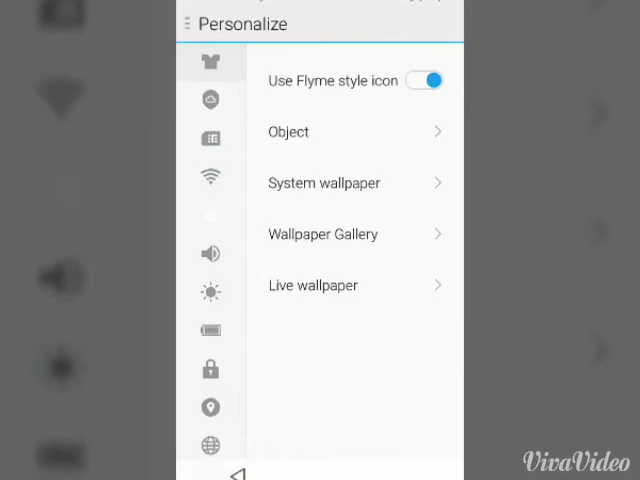 Personalize
Use Flyme style icon
Object
System wallpaper
Wallpaper Gallery
Live wallpaper
VivaVideo